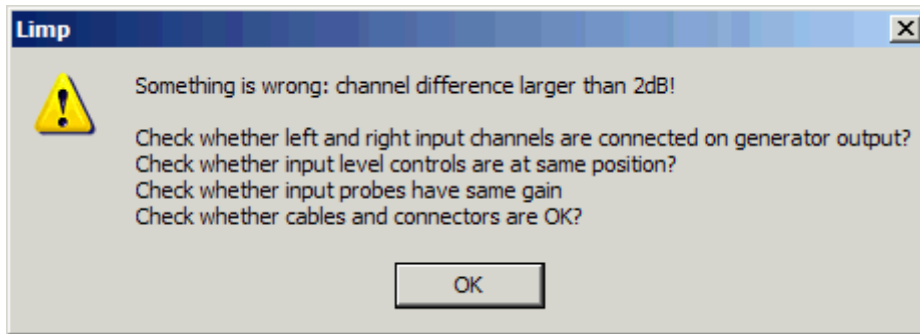 Limp
Something is wrong: channel difference larger than 2dB!
Check whether left and right input channels are connected on generator output?
Check whether input level controls are at same position?
Check whether input probes have same gain
Check whether cables and connectors are OK?
OK